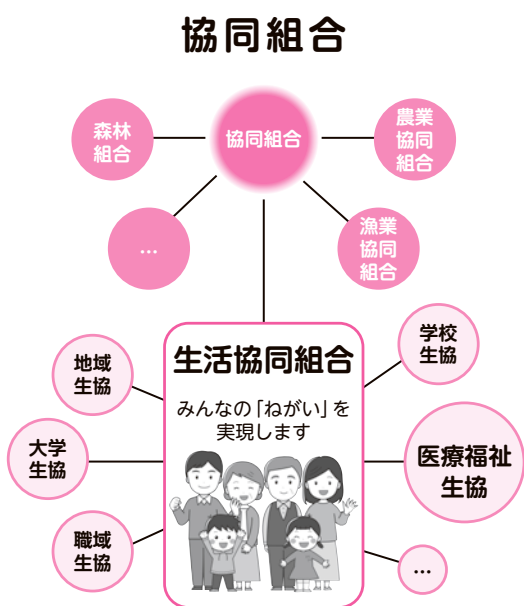 協同組合
協同組合
森林
組合
農業
協同
組合
…
漁業
協同
組合
生活協同組合
みんなの「ねがい」を
実現します
地域
生協
学校
生協
大学
生協
医療福祉
生協
職域
生協
…